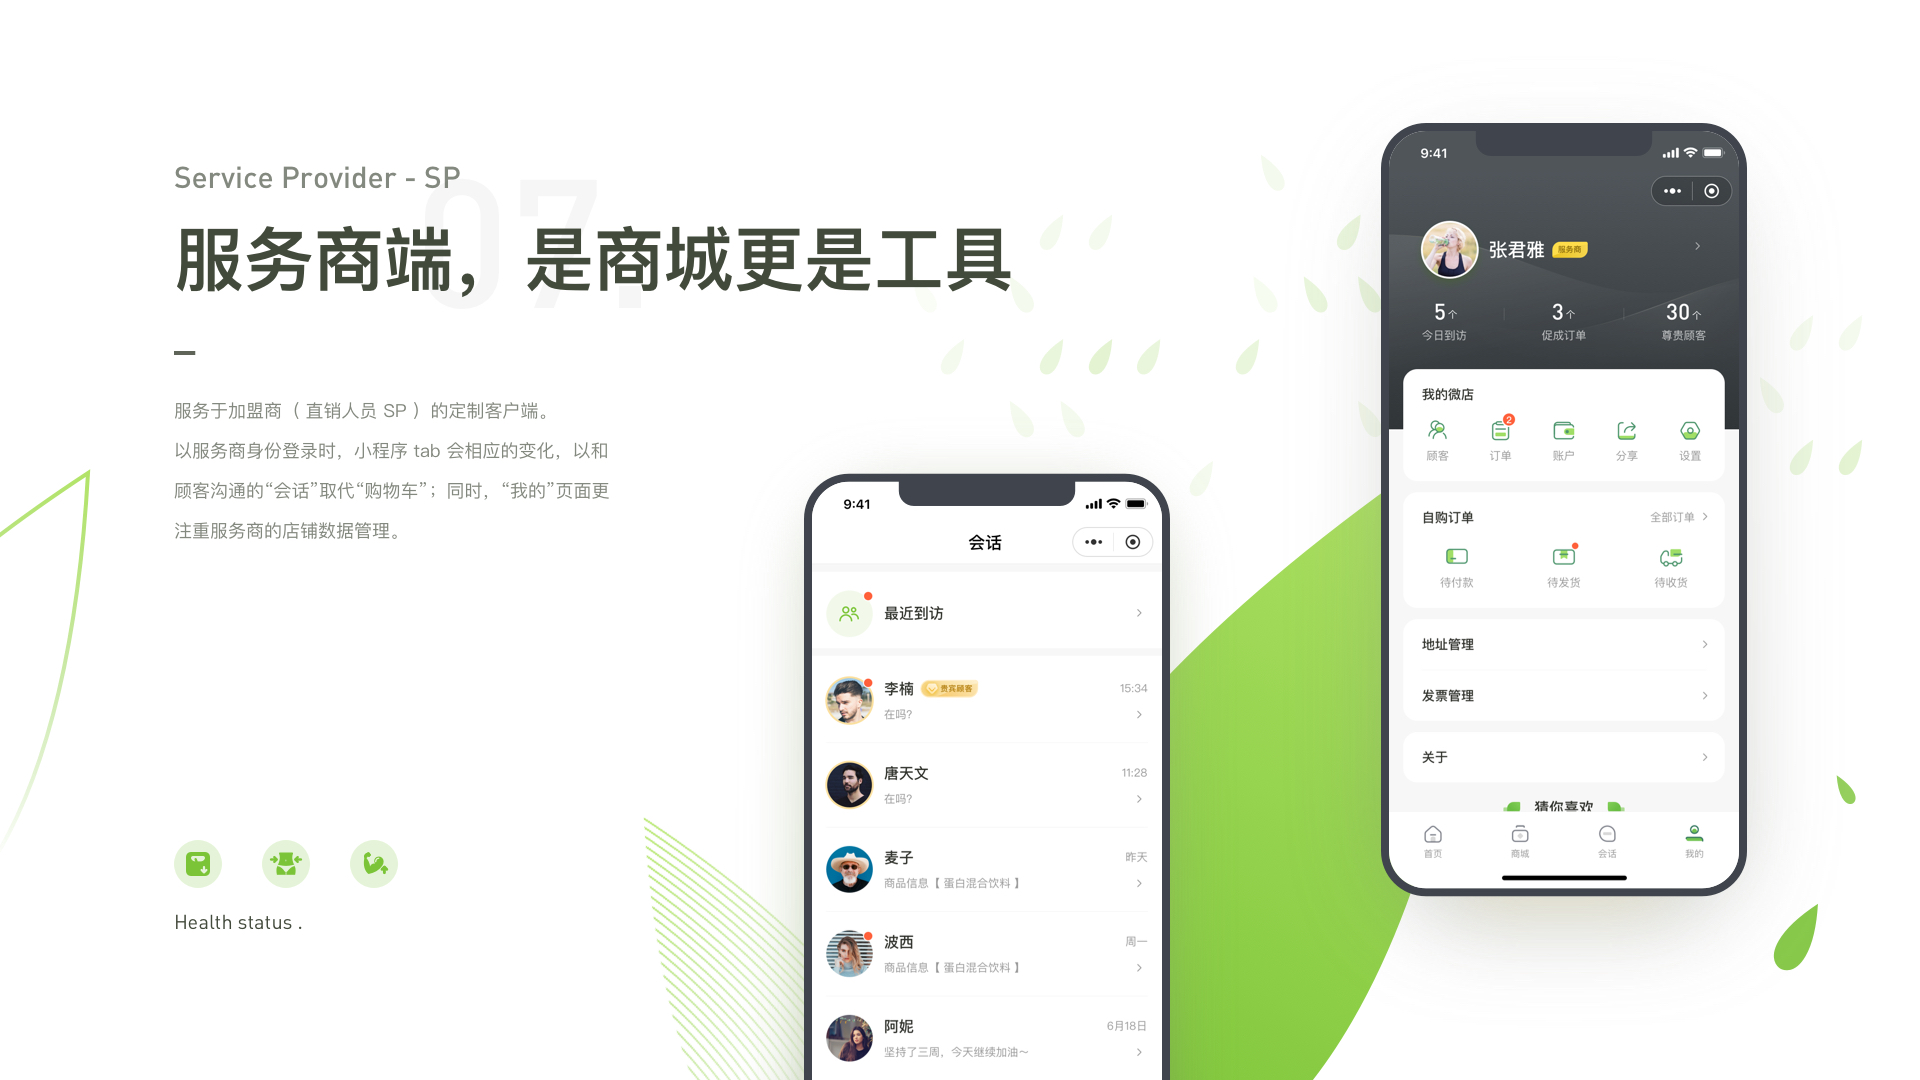 Service Provider - SP
07.
服务商端，是商城更是工具
服务于加盟商（ 直销人员 SP ）的定制客户端。
以服务商身份登录时，小程序 tab 会相应的变化，以和
顾客沟通的“会话”取代“购物车”；同时，“我的”页面更
注重服务商的店铺数据管理。
Health status .
9:41
会话
最近到访
李楠 贵宾顾客 15:34
在吗?
唐天文 11:28
在吗?
麦子 昨天
商品信息【 蛋白混合饮料 】
波西 周一
商品信息【 蛋白混合饮料 】
阿妮 6月18日
坚持了三周，今天继续加油～
9:41
张君雅 服务商
5个 3个 30个
今日到访 促成订单 尊贵顾客
我的微店
2
顾客 订单 账户 分享 设置
自购订单 全部订单
待付款 待发货 待收货
地址管理
发票管理
关于
猜你喜欢
首页 商城 会话 我的